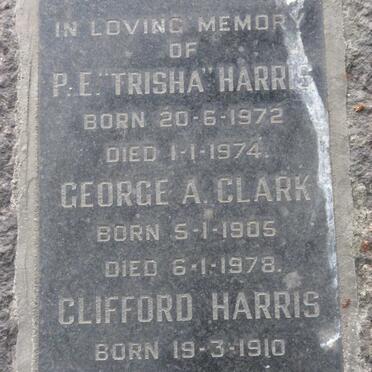 IN LOVING MEMORY
OF
P. E. "TRISHA" HARRIS
BORN 20-6-1972
DIED 1-1-1974.
GEORGE A. CLARK
BORN 5-1-1905
DIED 6-1-1978.
CLIFFORD HARRIS
BORN 19-3-1910